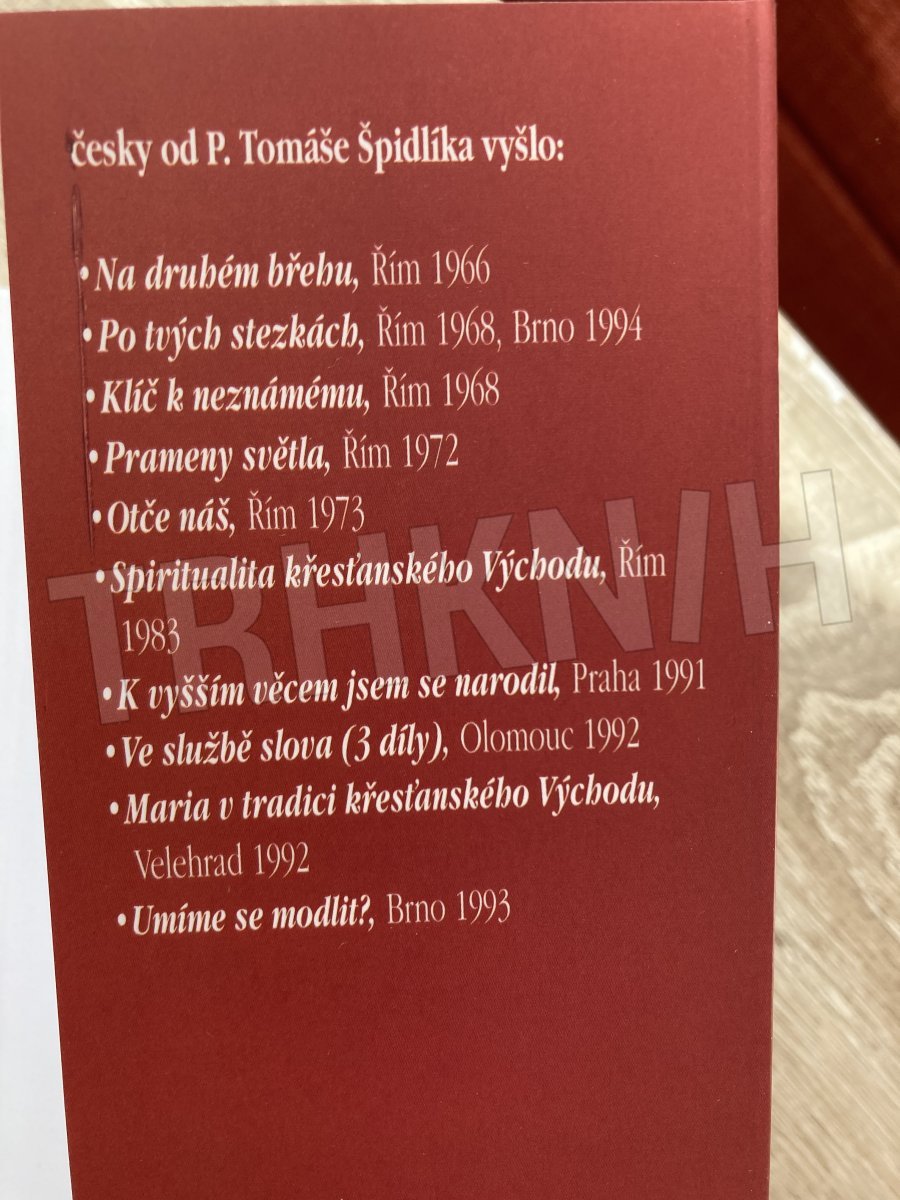 česky od P. Tomáše Špidlíka vyšlo:
• Na druhém břehu, Řím 1966
• Po tvých stezkách, Řím 1968, Brno 1994
• Klíč k neznámému, Řím 1968
• Prameny světla, Řím 1972
• Otče náš, Řím 1973
• Spiritualita křesťanského Východu, Řím
1983
• K vyšším věcem jsem se narodil, Praha 1991
• Ve službě slova (3 díly), Olomouc 1992
• Maria v tradici křesťanského Východu,
Velehrad 1992
• Umíme se modlit?, Brno 1993
TRHKNIH